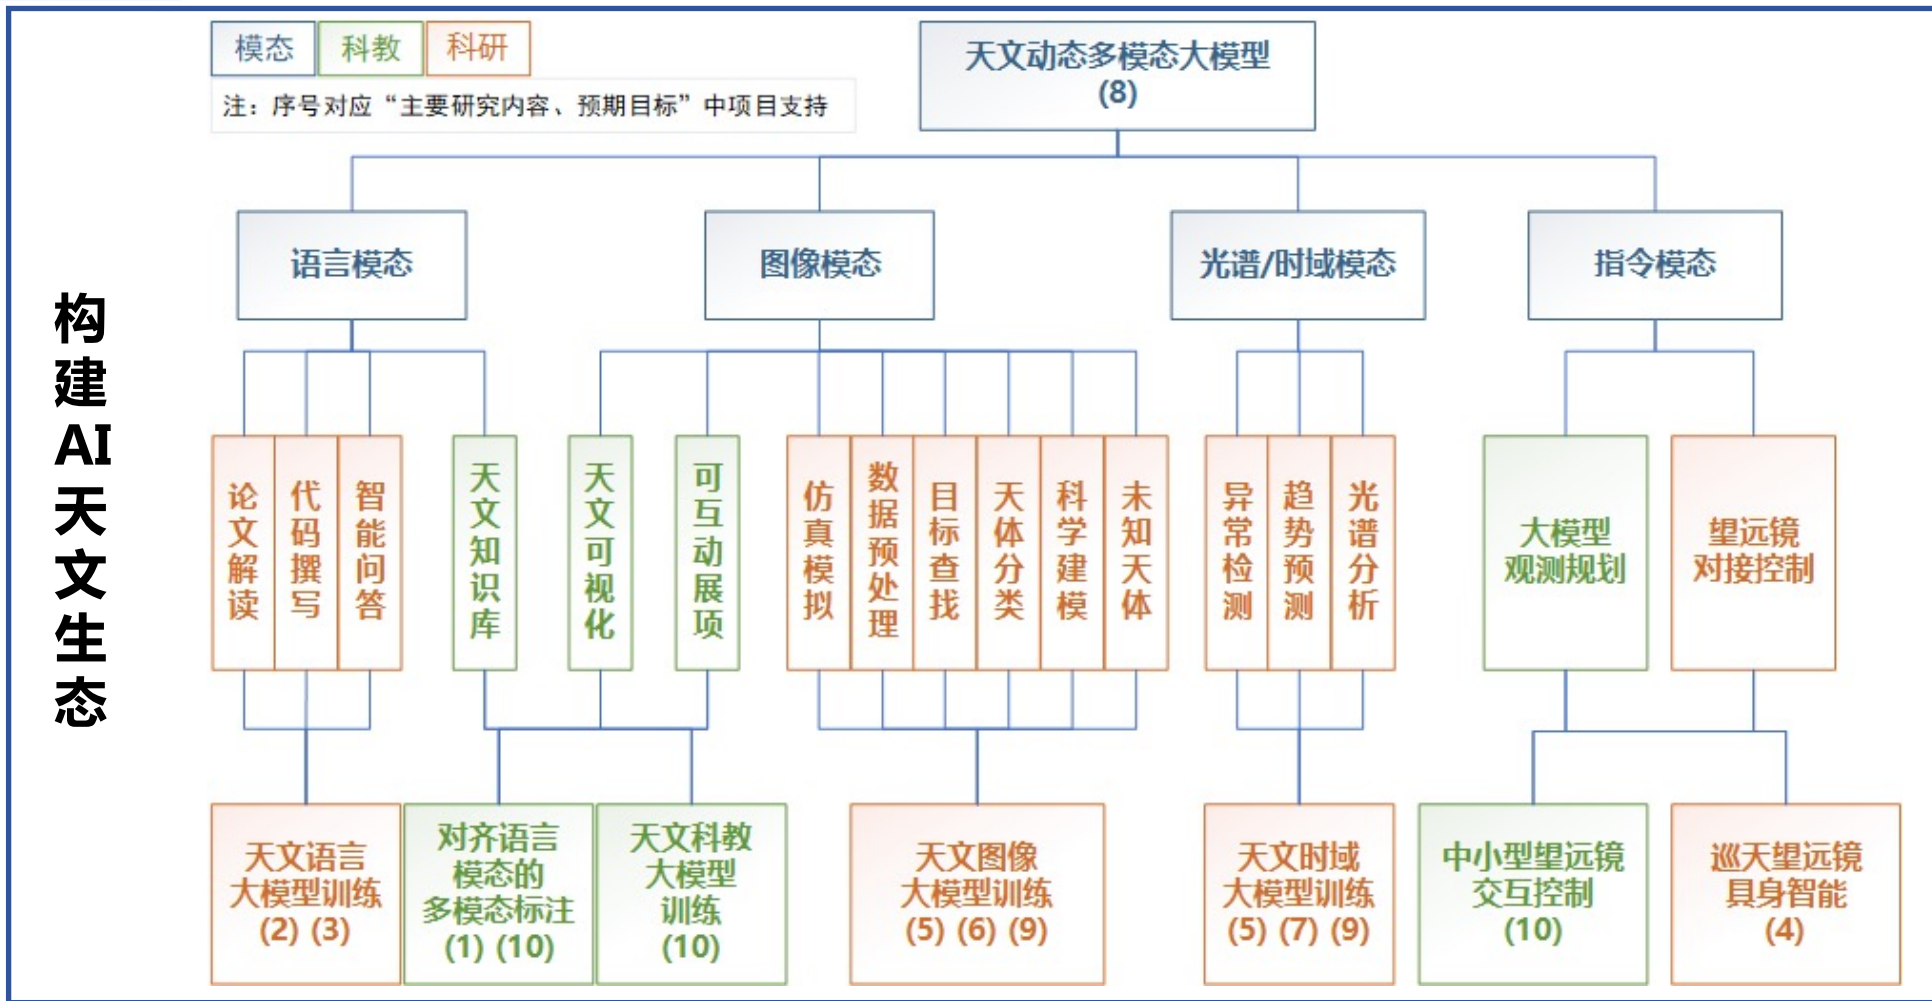 构建AI天文生态
模态
科教
科研
注：序号对应“主要研究内容、预期目标”中项目支持
天文动态多模态大模型
(8)
语言模态
图像模态
光谱/时域模态
指令模态
论文解读
代码撰写
智能问答
天文知识库
天文可视化
可互动展项
仿真模拟
数据预处理
目标查找
天体分类
科学建模
未知天体
异常检测
趋势预测
光谱分析
大模型
观测规划
望远镜
对接控制
天文语言
大模型训练
(2) (3)
对齐语言
模态的
多模态标注
(1) (10)
天文科教
大模型
训练
(10)
天文图像
大模型训练
(5) (6) (9)
天文时域
大模型训练
(5) (7) (9)
中小型望远镜
交互控制
(10)
巡天望远镜
具身智能
(4)